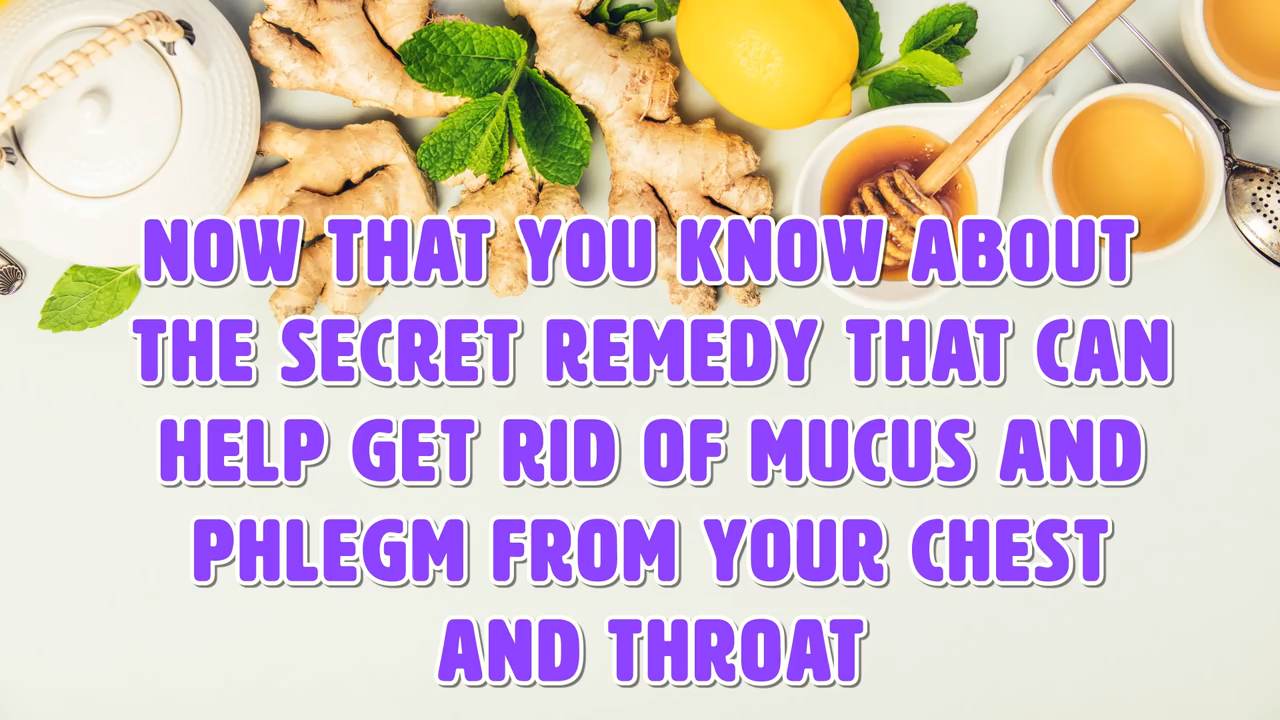 NOW THAT YOU KNOW ABOUT
THE SECRET REMEDY THAT CAN
HELP GET RID OF MUCUS AND
PHLEGM FROM YOUR CHEST
AND THROAT